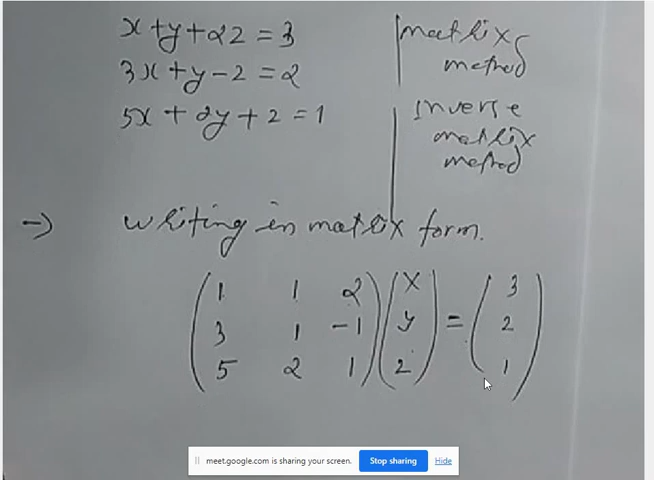 x+y+2z=3
3x+y-z=2
5x+2y+z=1
matrix method
inverse matrix method
→ writing in matrix form.
( 1 1 2 ) ( x ) = ( 3 )
( 3 1 -1 ) ( y ) = ( 2 )
( 5 2 1 ) ( z ) = ( 1 )
meet.google.com is sharing your screen. Stop sharing Hide